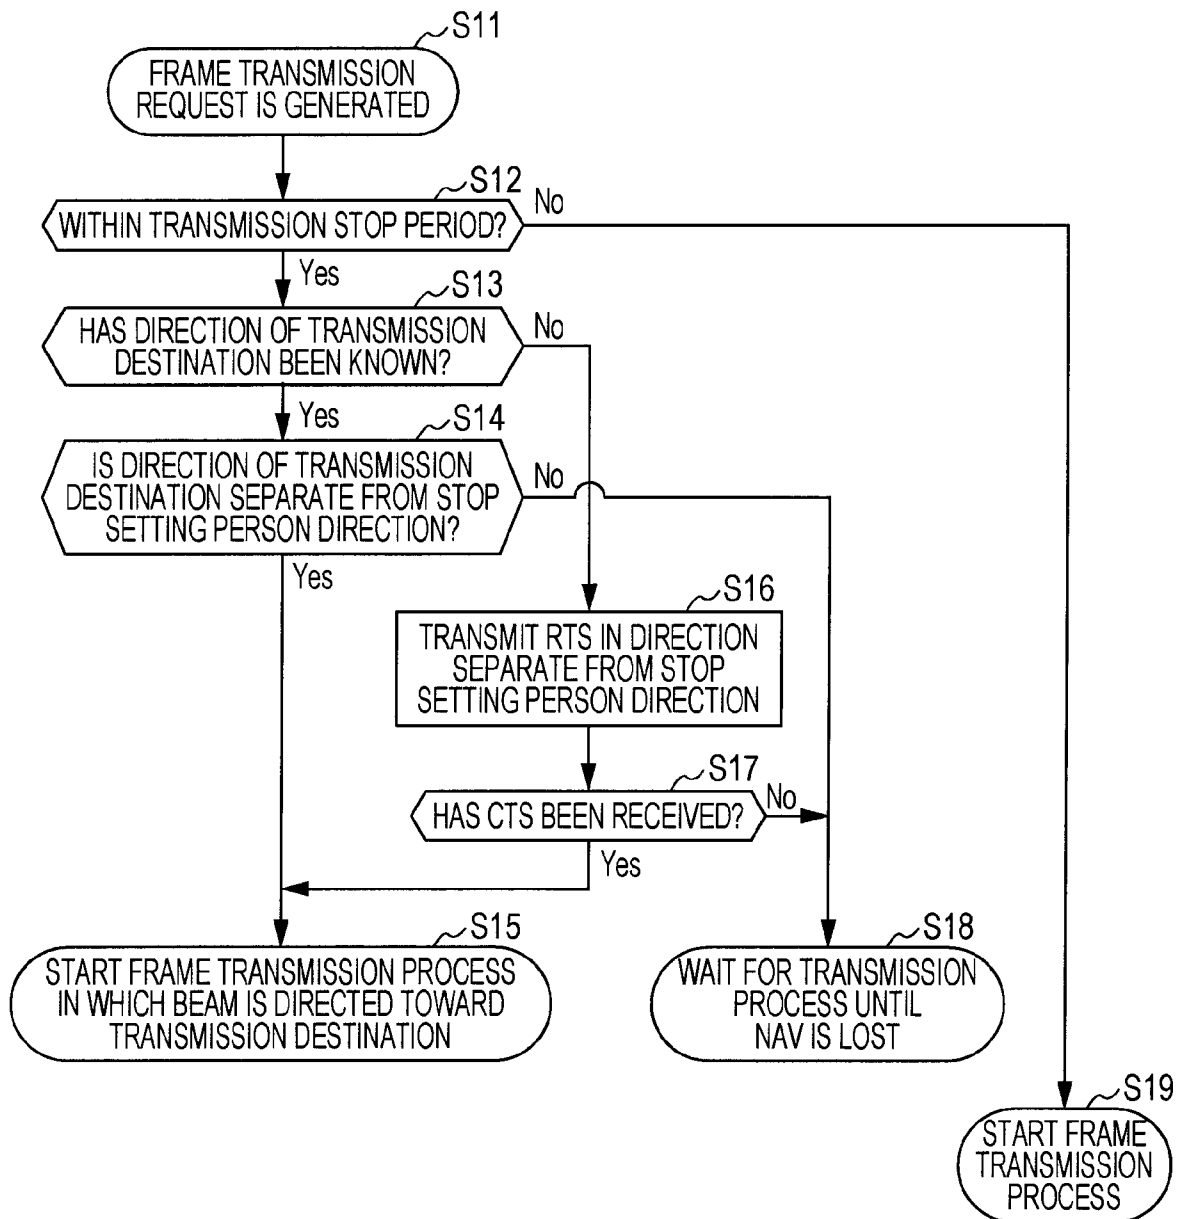 S11
FRAME TRANSMISSION
REQUEST IS GENERATED
S12
WITHIN TRANSMISSION STOP PERIOD?
No
Yes
S13
HAS DIRECTION OF TRANSMISSION
DESTINATION BEEN KNOWN?
No
Yes
S14
IS DIRECTION OF TRANSMISSION
DESTINATION SEPARATE FROM STOP
SETTING PERSON DIRECTION?
No
Yes
S16
TRANSMIT RTS IN DIRECTION
SEPARATE FROM STOP
SETTING PERSON DIRECTION
S17
HAS CTS BEEN RECEIVED?
No
Yes
S15
START FRAME TRANSMISSION PROCESS
IN WHICH BEAM IS DIRECTED TOWARD
TRANSMISSION DESTINATION
S18
WAIT FOR TRANSMISSION
PROCESS UNTIL
NAV IS LOST
S19
START FRAME
TRANSMISSION
PROCESS